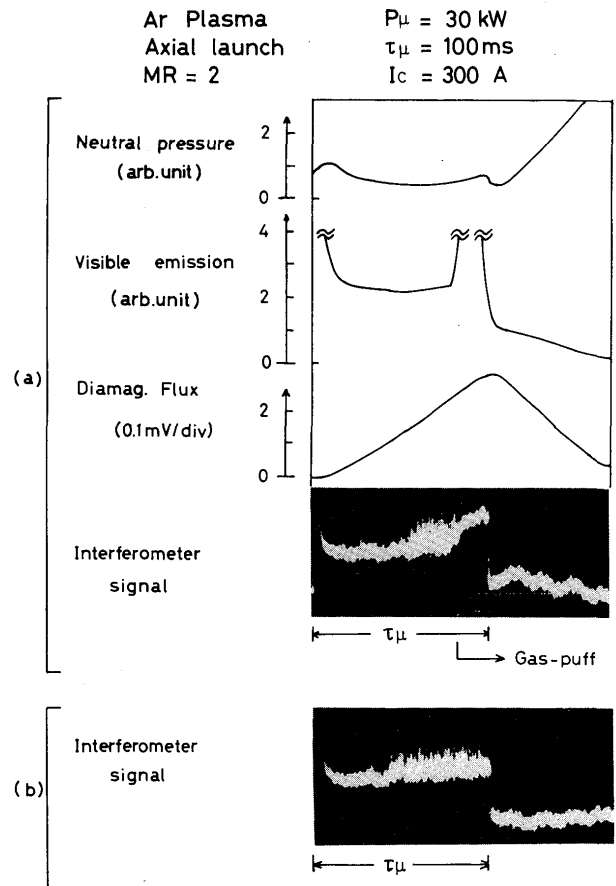 Ar Plasma Pμ = 30 kW
Axial launch τμ = 100 ms
MR = 2 Ic = 300 A
(a)
Neutral pressure
(arb.unit)
2
0
Visible emission
(arb.unit)
4
2
0
Diamag. Flux
(0.1mV/div)
2
0
Interferometer
signal
τμ
Gas-puff
(b)
Interferometer
signal
τμ